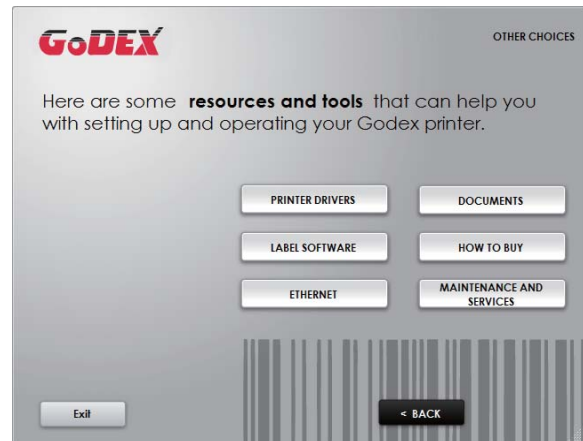 GoDEX
OTHER CHOICES
Here are some resources and tools that can help you
with setting up and operating your Godex printer.
PRINTER DRIVERS
DOCUMENTS
LABEL SOFTWARE
HOW TO BUY
ETHERNET
MAINTENANCE AND
SERVICES
Exit
< BACK